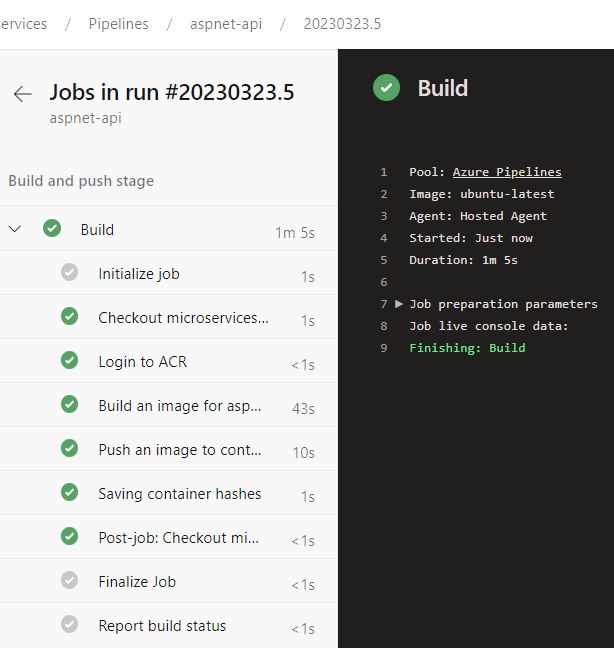 ervices / Pipelines / aspnet-api / 20230323.5
Jobs in run #20230323.5
aspnet-api
Build and push stage
Build 1m 5s
Initialize job 1s
Checkout microservices... 1s
Login to ACR <1s
Build an image for asp... 43s
Push an image to cont... 10s
Saving container hashes 1s
Post-job: Checkout mi... <1s
Finalize Job <1s
Report build status <1s
Build
1 Pool: Azure Pipelines
2 Image: ubuntu-latest
3 Agent: Hosted Agent
4 Started: Just now
5 Duration: 1m 5s
6
7 ▶ Job preparation parameters
8 Job live console data:
9 Finishing: Build